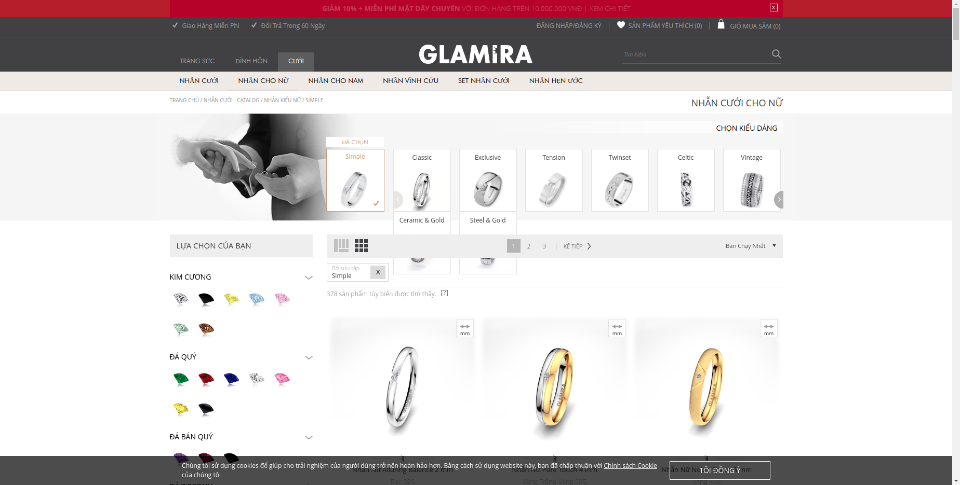 GIẢM 10% + MIỄN PHÍ MẶT DÂY CHUYỀN VỚI ĐƠN HÀNG TRÊN 10.000.000 VNĐ | XEM CHI TIẾT
X
Giao Hàng Miễn Phí
Đổi Trả Trong 60 Ngày
ĐĂNG NHẬP/ĐĂNG KÝ
SẢN PHẨM YÊU THÍCH (0)
GIỎ MUA SẮM (0)
TRANG SỨC
ĐÍNH HÔN
CƯỚI
GLAMIRA
Tìm kiếm
NHẪN CƯỚI
NHẪN CHO NỮ
NHẪN CHO NAM
NHẪN VĨNH CỬU
SET NHẪN CƯỚI
NHẪN HẸN ƯỚC
TRANG CHỦ / NHẪN CƯỚI - CATALOG / NHẪN KIỂU NỮ / SIMPLE
NHẪN CƯỚI CHO NỮ
CHỌN KIỂU DÁNG
ĐÃ CHỌN
Simple
Classic
Exclusive
Tension
Twinset
Celtic
Vintage
Ceramic & Gold
Steel & Gold
LỰA CHỌN CỦA BẠN
1
2
3
KẾ TIẾP
Bán Chạy Nhất
Bộ sưu tập
Simple
X
378 sản phẩm tùy biến được tìm thấy.
[?]
KIM CƯƠNG
ĐÁ QUÝ
ĐÁ BÁN QUÝ
mm
mm
mm
Chúng tôi sử dụng cookies để giúp cho trải nghiệm của người dùng trở nên hoàn hảo hơn. Bằng cách sử dụng website này, bạn đã chấp thuận với Chính sách Cookie
của chúng tô
TÔI ĐỒNG Ý